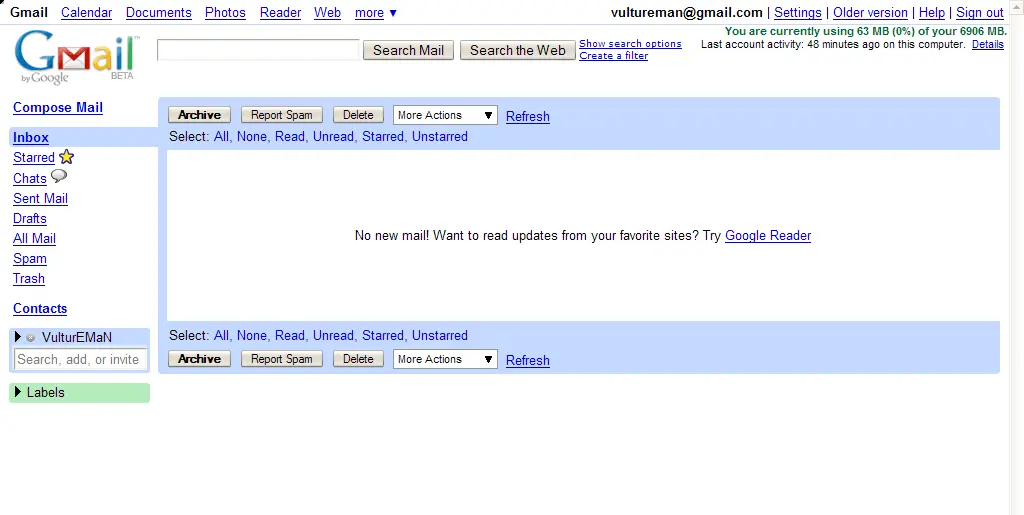 Gmail Calendar Documents Photos Reader Web more ▼ vultureman@gmail.com | Settings | Older version | Help | Sign out
You are currently using 63 MB (0%) of your 6906 MB.
Gmail™ by Google BETA Search Mail Search the Web Show search options Last account activity: 48 minutes ago on this computer. Details
Create a filter
Compose Mail
Inbox
Starred
Chats
Sent Mail
Drafts
All Mail
Spam
Trash
Contacts
VulturEMaN
Search, add, or invite
Labels
Archive Report Spam Delete More Actions ▼ Refresh
Select: All, None, Read, Unread, Starred, Unstarred
No new mail! Want to read updates from your favorite sites? Try Google Reader
Select: All, None, Read, Unread, Starred, Unstarred
Archive Report Spam Delete More Actions ▼ Refresh